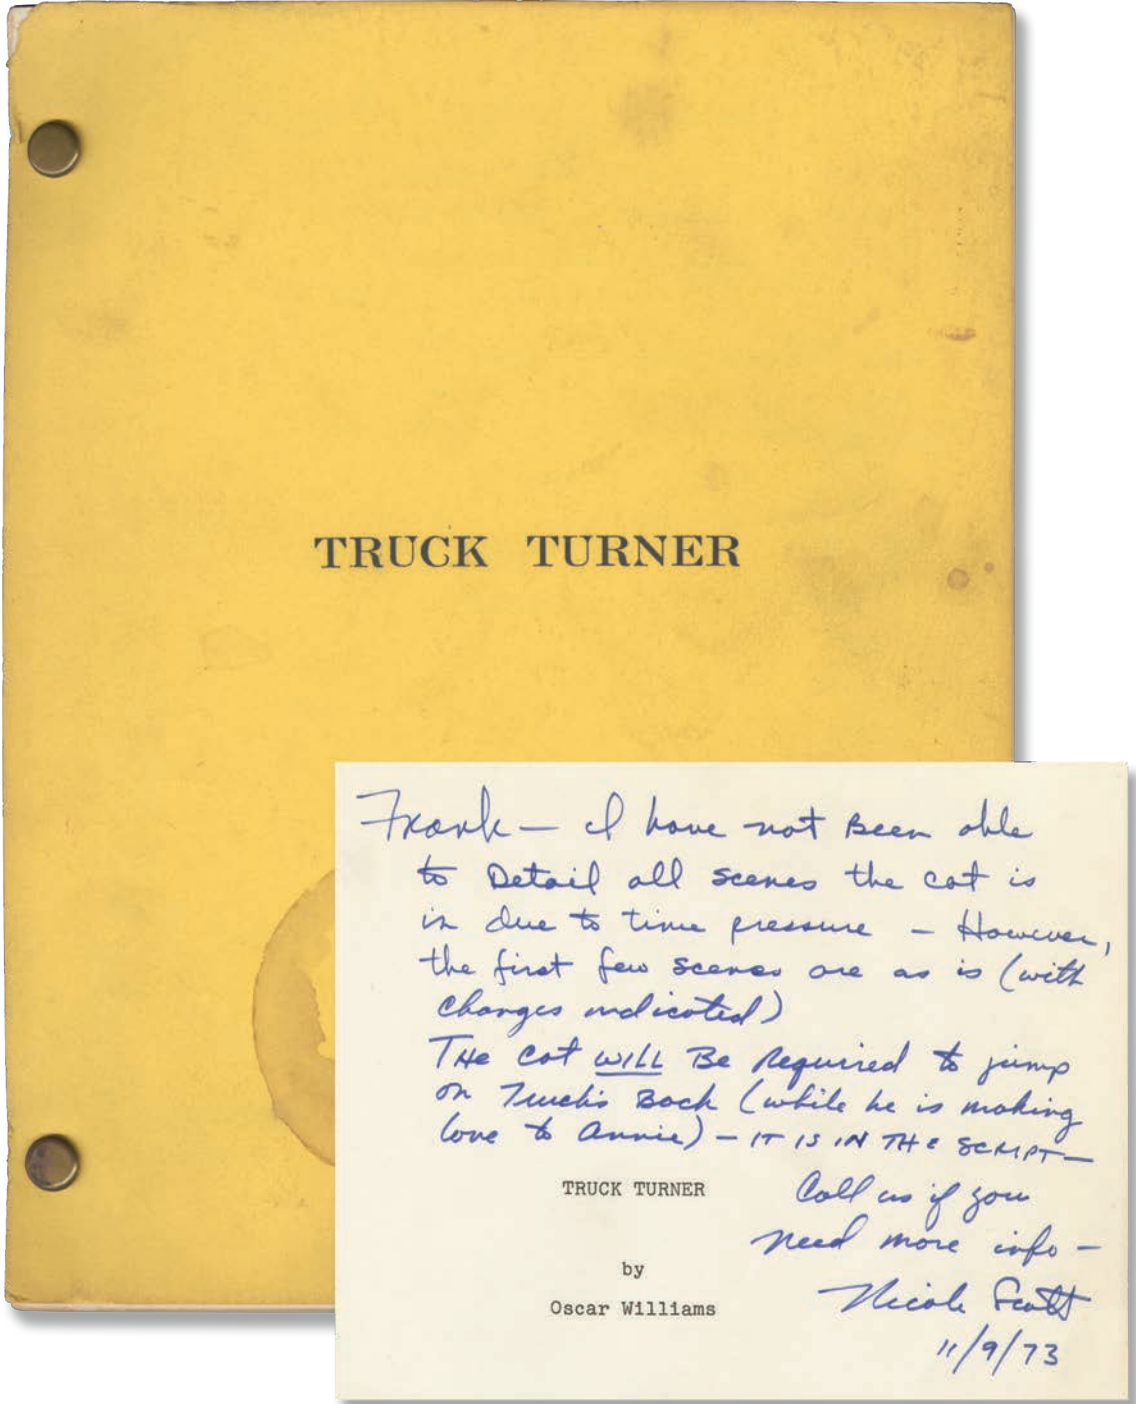 TRUCK TURNER
Frank — I have not Been able
to Detail all scenes the cat is
in due to time pressure — However,
the first few scenes are as is (with
changes indicated)
THe cat WILL Be Required to jump
on Truck's Back (while he is making
love to Annie) — IT IS IN THE SCRIPT —
Call us if you
need more info —
Nicole Scott
11/9/73
TRUCK TURNER
by
Oscar Williams